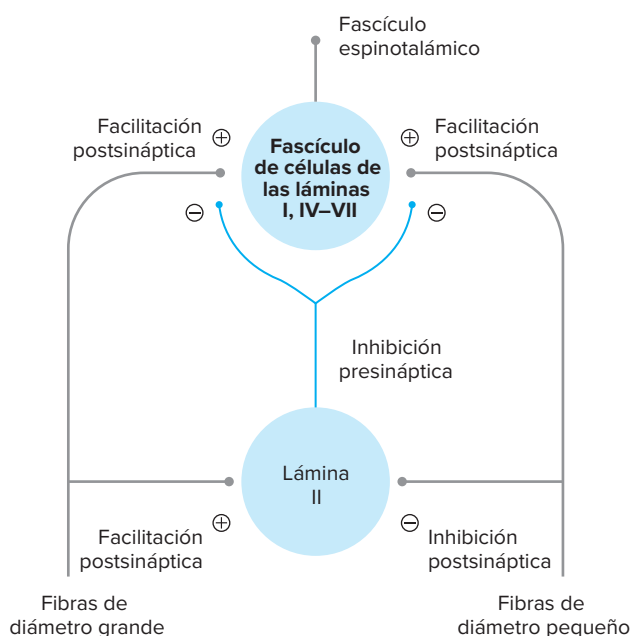 Fascículo
espinotalámico
Facilitación
postsináptica
+
Fascículo
de células de
las láminas
I, IV–VII
+
Facilitación
postsináptica
−
−
Inhibición
presináptica
Lámina
II
Facilitación
postsináptica
+
−
Inhibición
postsináptica
Fibras de
diámetro grande
Fibras de
diámetro pequeño